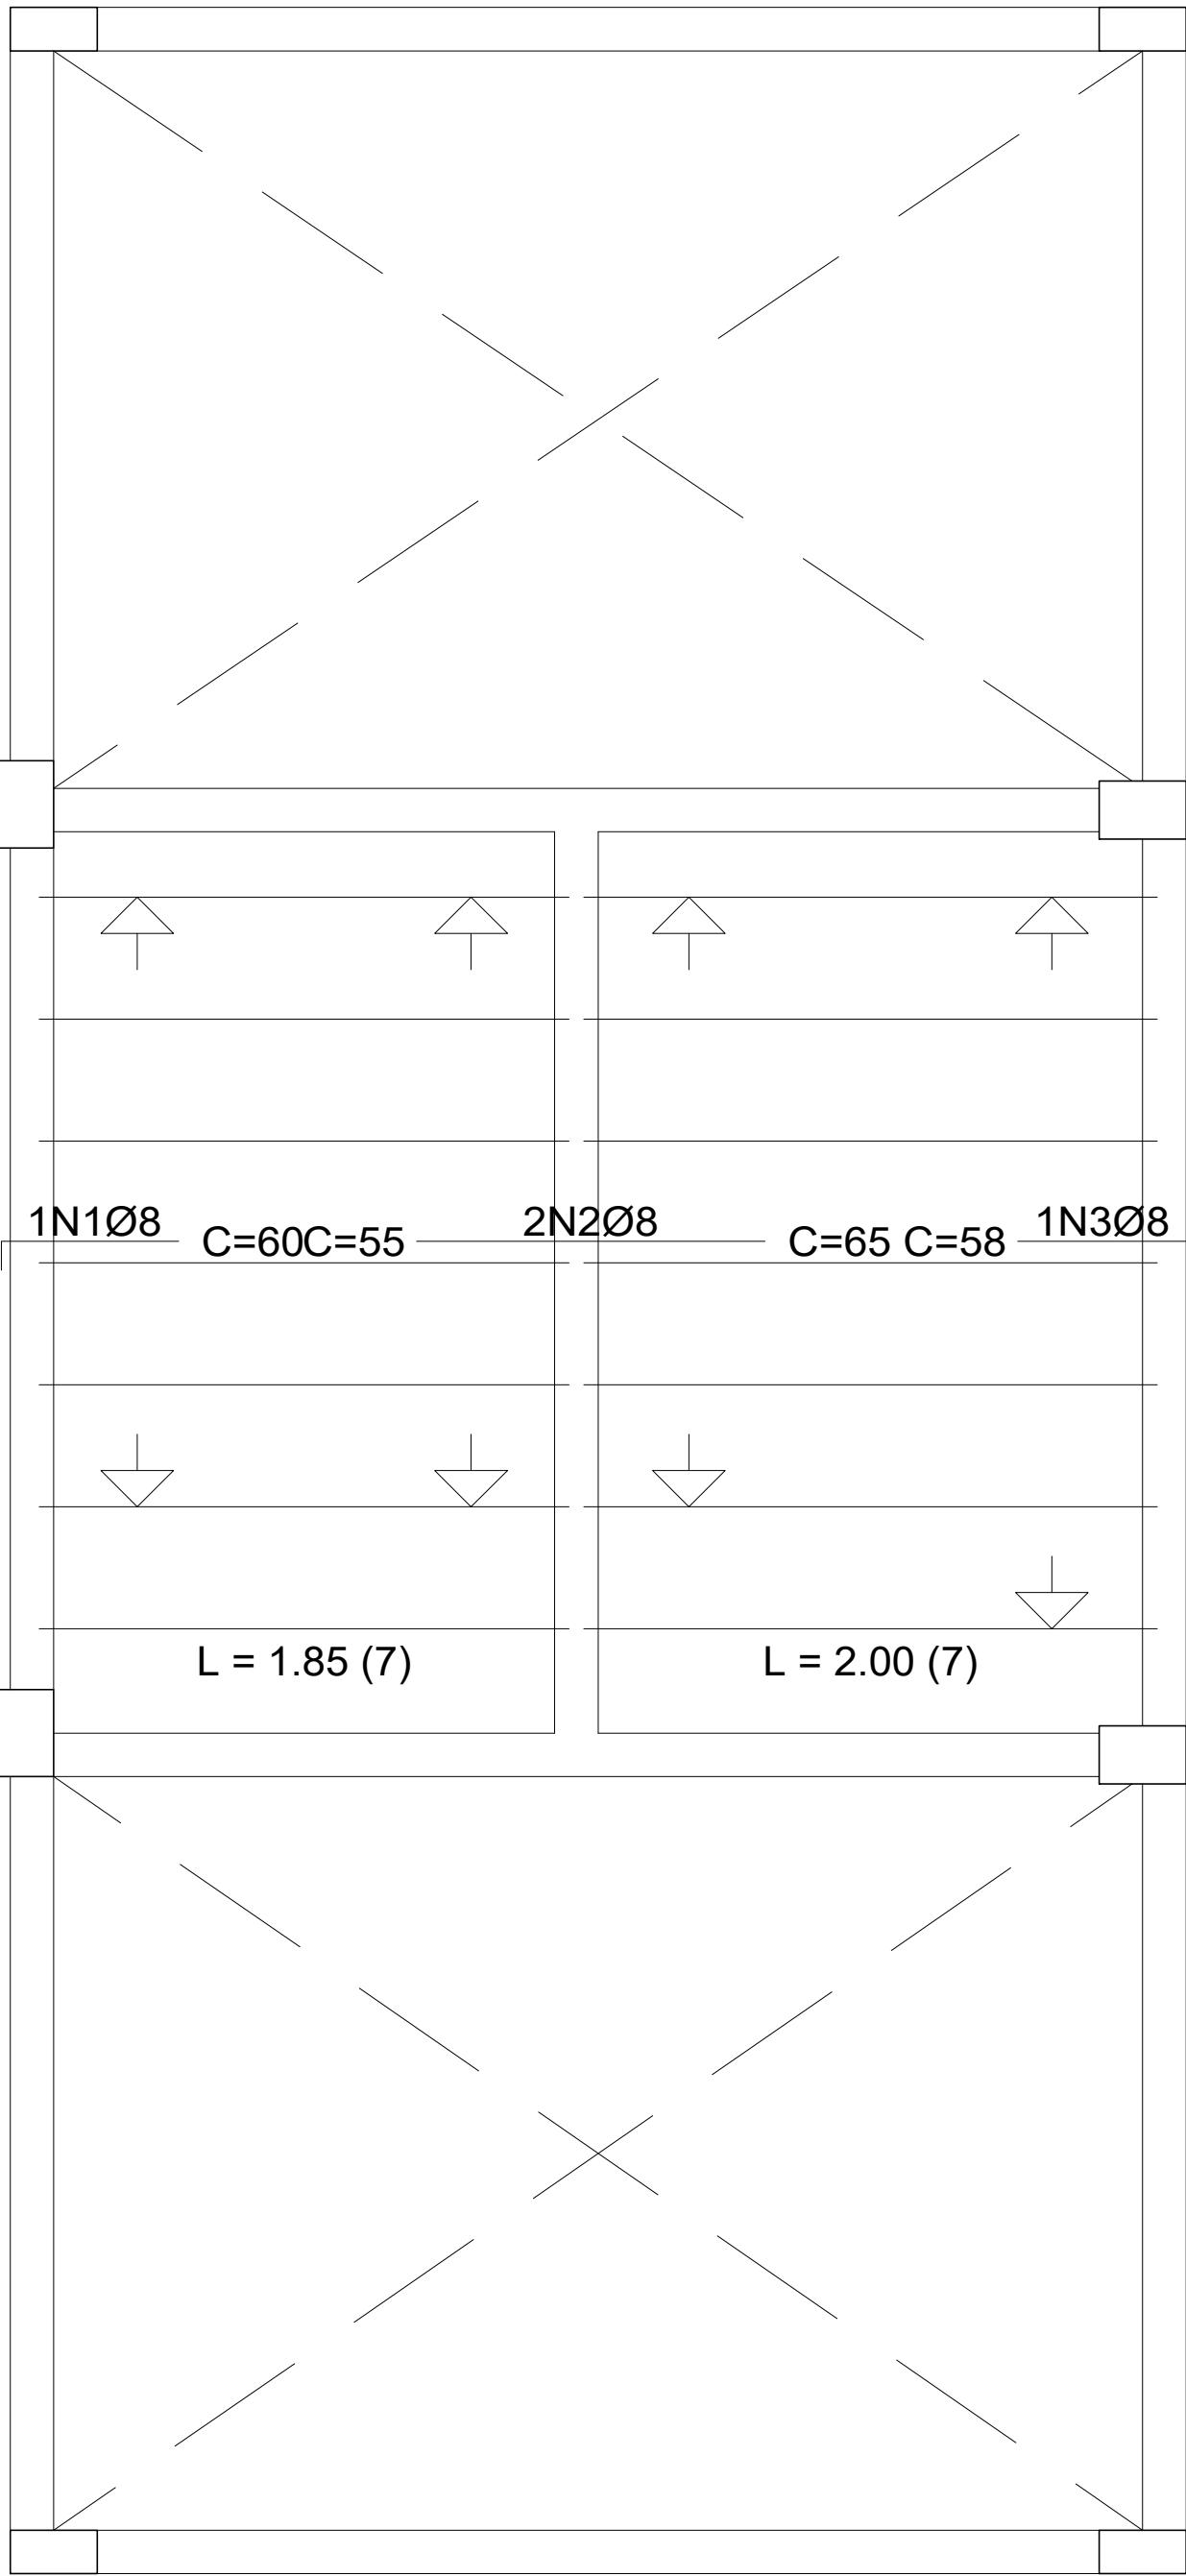 1N1Ø8
C=60C=55
2N2Ø8
C=65 C=58
1N3Ø8
L = 1.85 (7)
L = 2.00 (7)